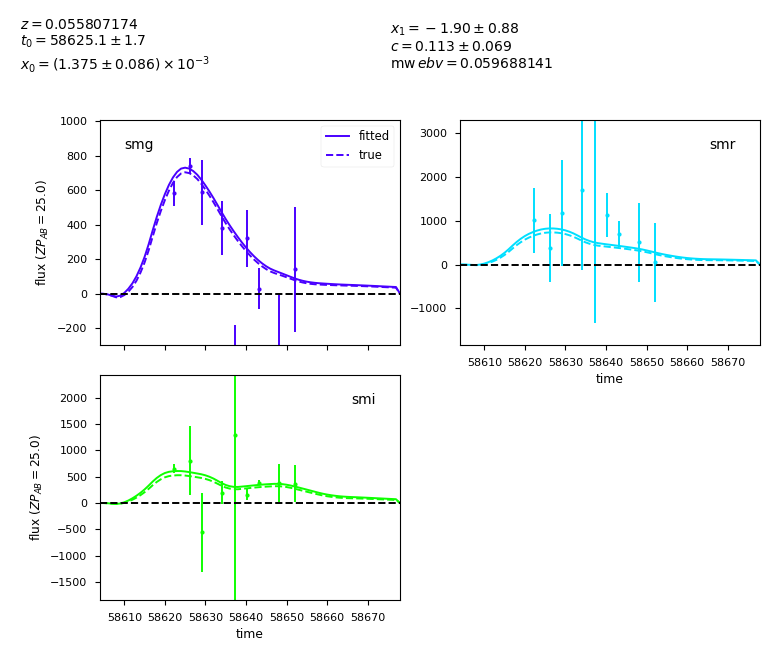 z = 0.055807174
t₀ = 58625.1 ± 1.7
x₀ = (1.375 ± 0.086) × 10⁻³
x₁ = −1.90 ± 0.88
c = 0.113 ± 0.069
mw ebv = 0.059688141
smg
fitted
true
1000
800
600
400
200
0
−200
flux (ZP_AB = 25.0)
smr
3000
2000
1000
0
−1000
58610 58620 58630 58640 58650 58660 58670
time
smi
2000
1500
1000
500
0
−500
−1000
−1500
flux (ZP_AB = 25.0)
58610 58620 58630 58640 58650 58660 58670
time